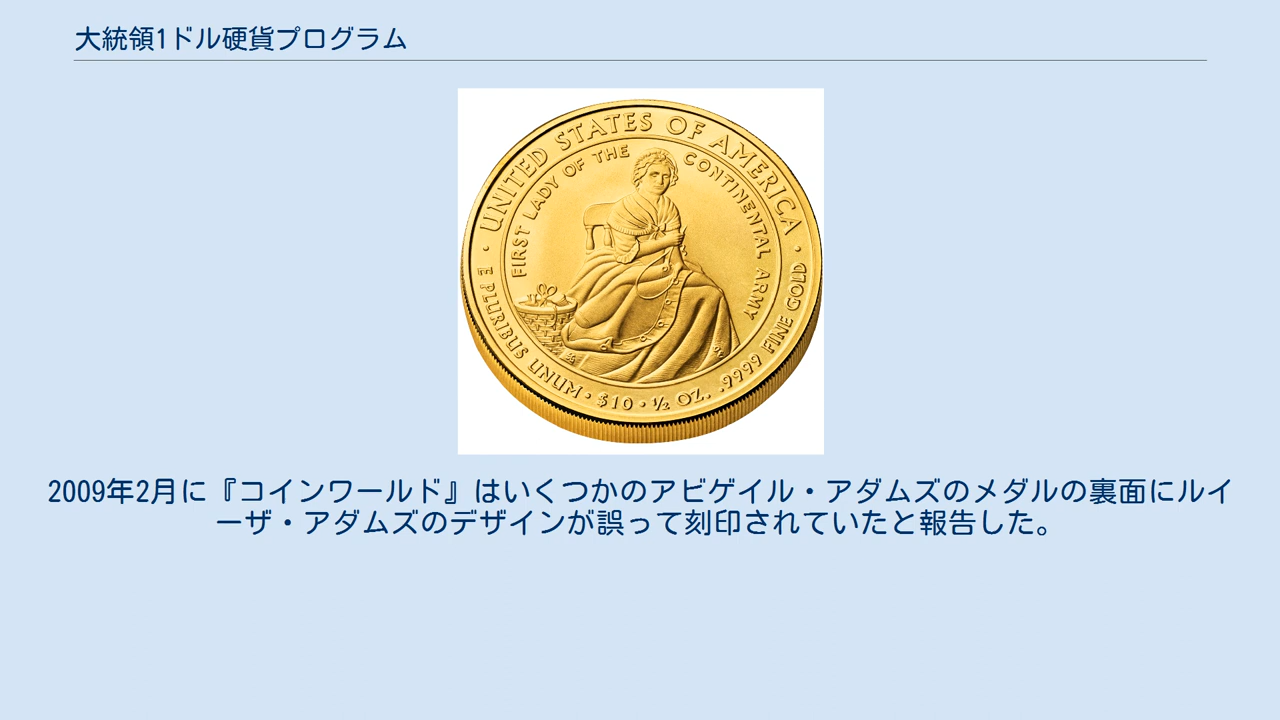 大統領1ドル硬貨プログラム
UNITED STATES OF AMERICA
FIRST LADY OF THE CONTINENTAL ARMY
E PLURIBUS UNUM · $10 · ½ OZ. .9999 FINE GOLD
2009年2月に『コインワールド』はいくつかのアビゲイル・アダムズのメダルの裏面にルイ
ーザ・アダムズのデザインが誤って刻印されていたと報告した。